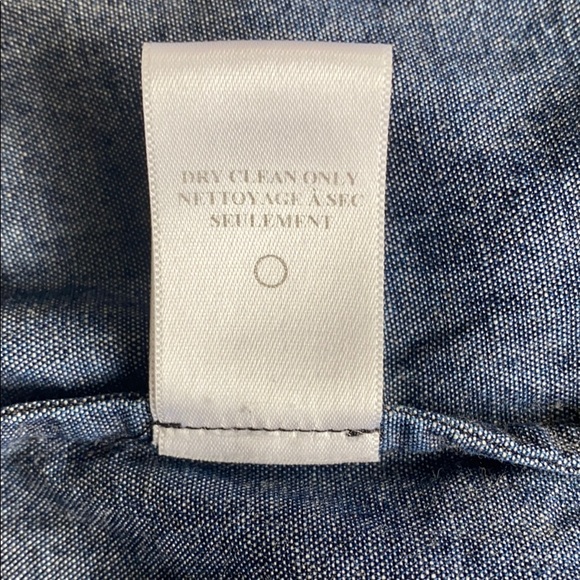 DRY CLEAN ONLY
NETTOYAGE À SEC
SEULEMENT